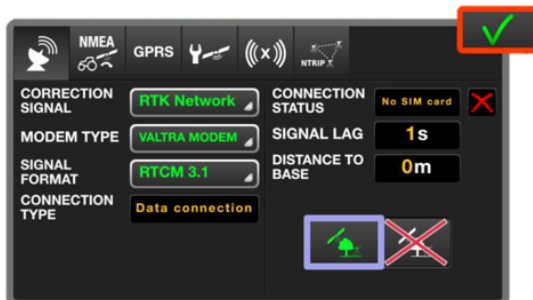 NMEA
GPRS
NTRIP
CORRECTION
SIGNAL
RTK Network
MODEM TYPE
VALTRA MODEM
SIGNAL
FORMAT
RTCM 3.1
CONNECTION
TYPE
Data connection
CONNECTION
STATUS
No SIM card
SIGNAL LAG
1s
DISTANCE TO
BASE
0m